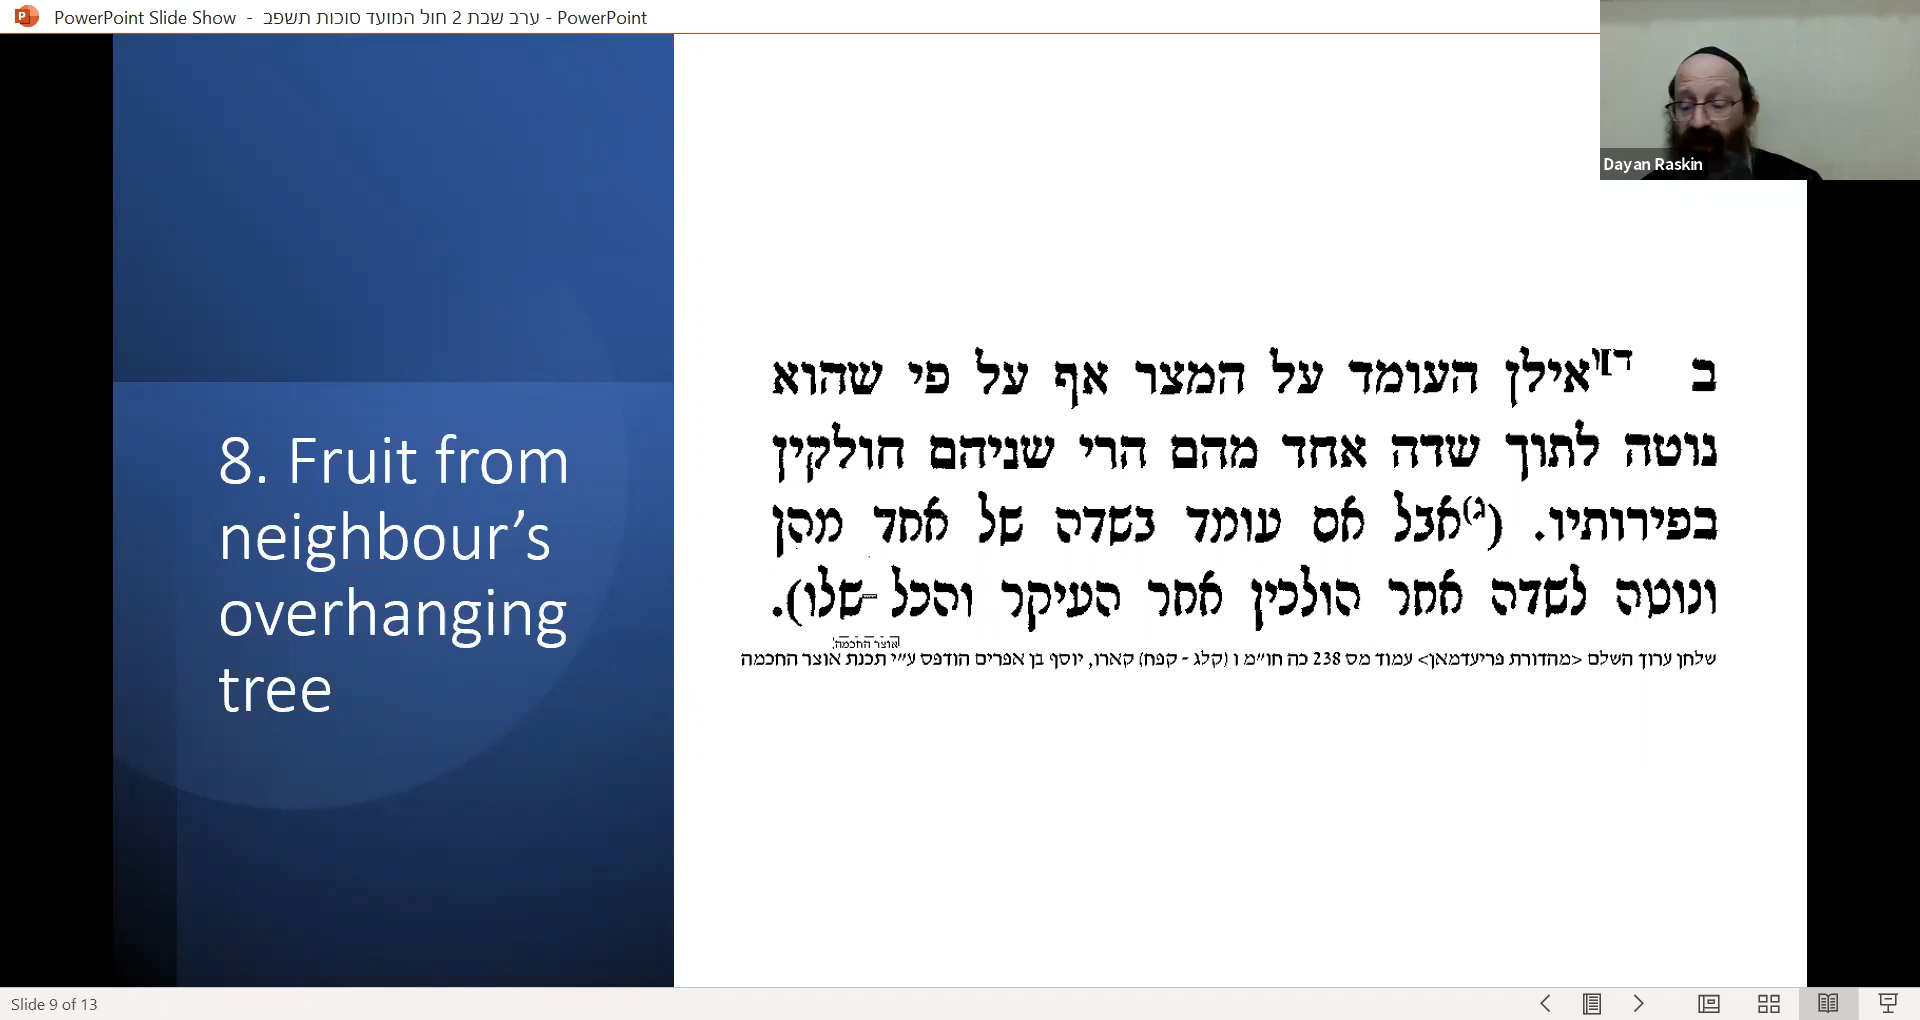 PowerPoint Slide Show - ערב שבת 2 חול המועד סוכות תשפב - PowerPoint
Dayan Raskin
8. Fruit from
neighbour's
overhanging
tree
ב ד]אילן העומד על המצר אף על פי שהוא
נוטה לתוך שדה אחד מהם הרי שניהם חולקין
בפירותיו. (ג)אבל אם עומד בשדה של אחד מהן
ונוטה לשדה אחר הולכין אחר העיקר והכל שלו).
אוצר החכמה
שלחן ערוך השלם <מהדורת פריעדמאן> עמוד מס 238 כה חו״מ ו (קלג - קפח) קארו, יוסף בן אפרים הודפס ע״י תכנת אוצר החכמה
Slide 9 of 13